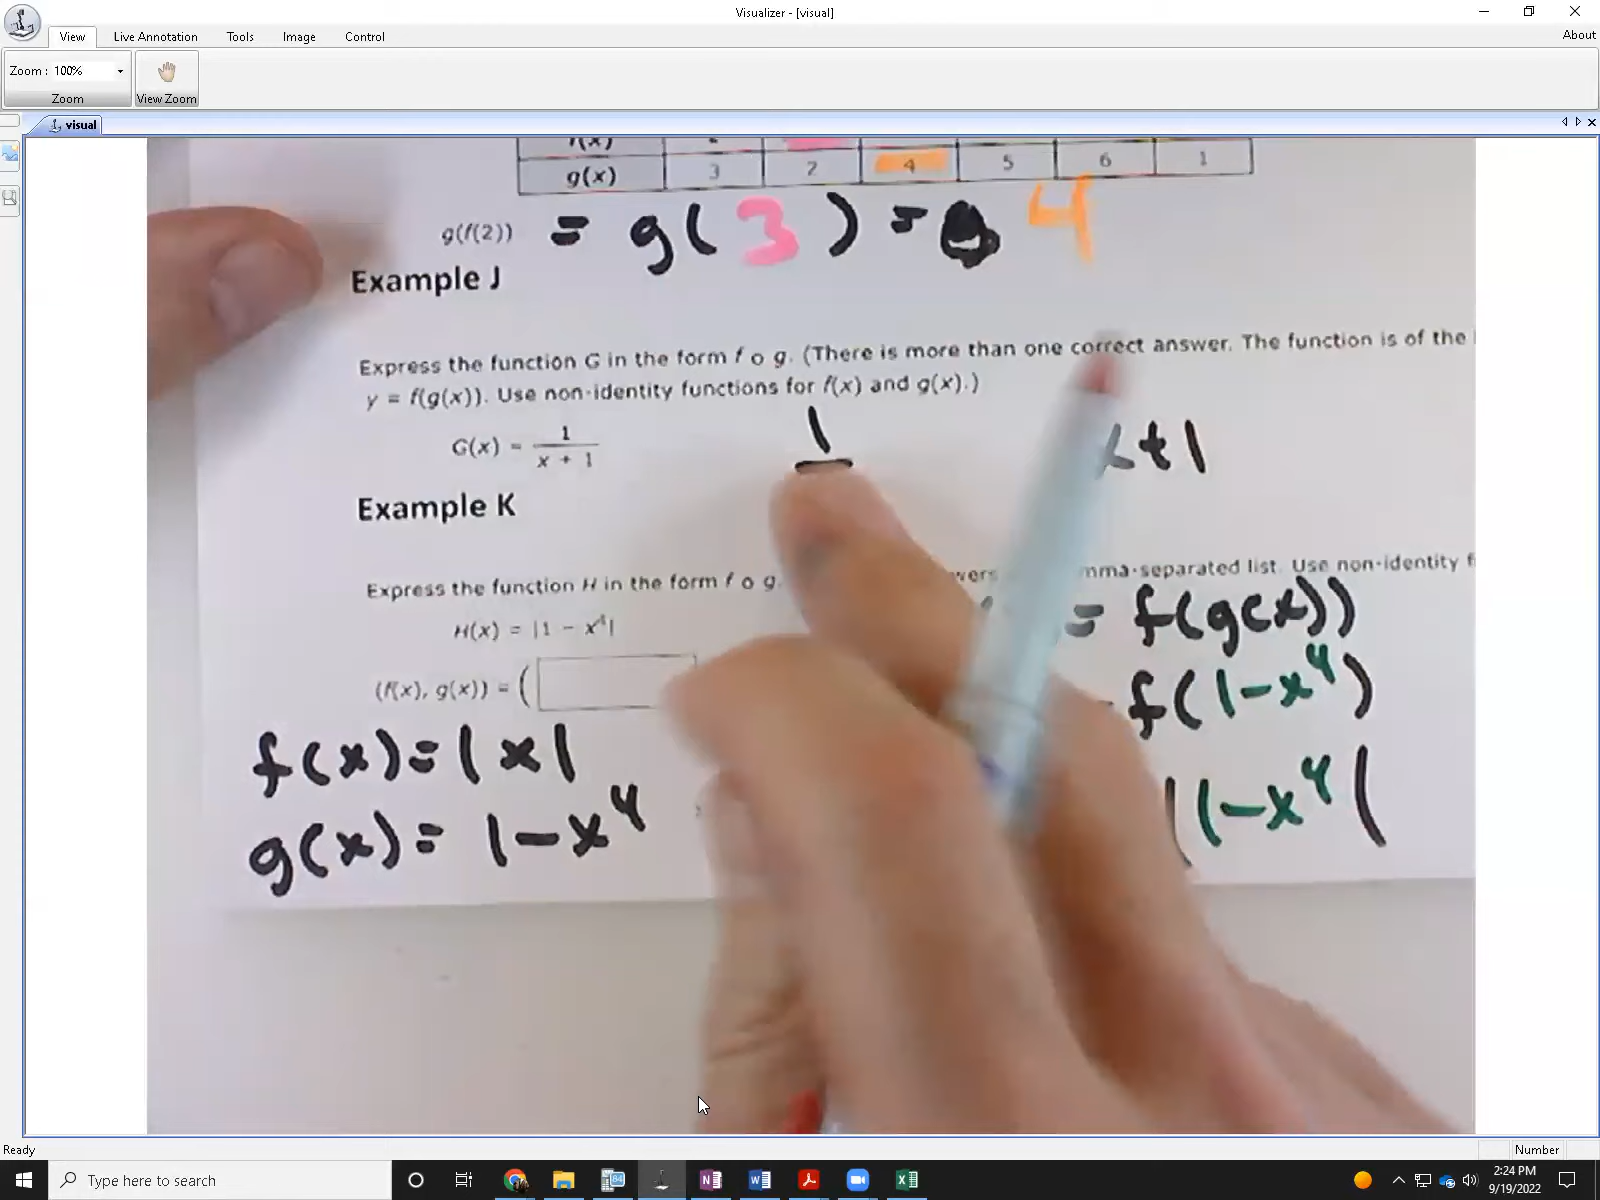 Visualizer - [visual]
View Live Annotation Tools Image Control About
Zoom : 100%
Zoom View Zoom
visual
g(x) 3 2 4 5 6 1
g(f(2)) = g(3) = 4
Example J
Express the function G in the form f o g. (There is more than one correct answer. The function is of the
y = f(g(x)). Use non-identity functions for f(x) and g(x).)
G(x) = 1 / x + 1
1
+ 1
Example K
Express the function H in the form f o g. mma-separated list. Use non-identity
H(x) = |1 - x⁴|
= f(g(x))
(f(x), g(x)) = (
f(1-x⁴)
f(x) = |x|
|1-x⁴|
g(x) = 1-x⁴
Ready Number
Type here to search
2:24 PM
9/19/2022